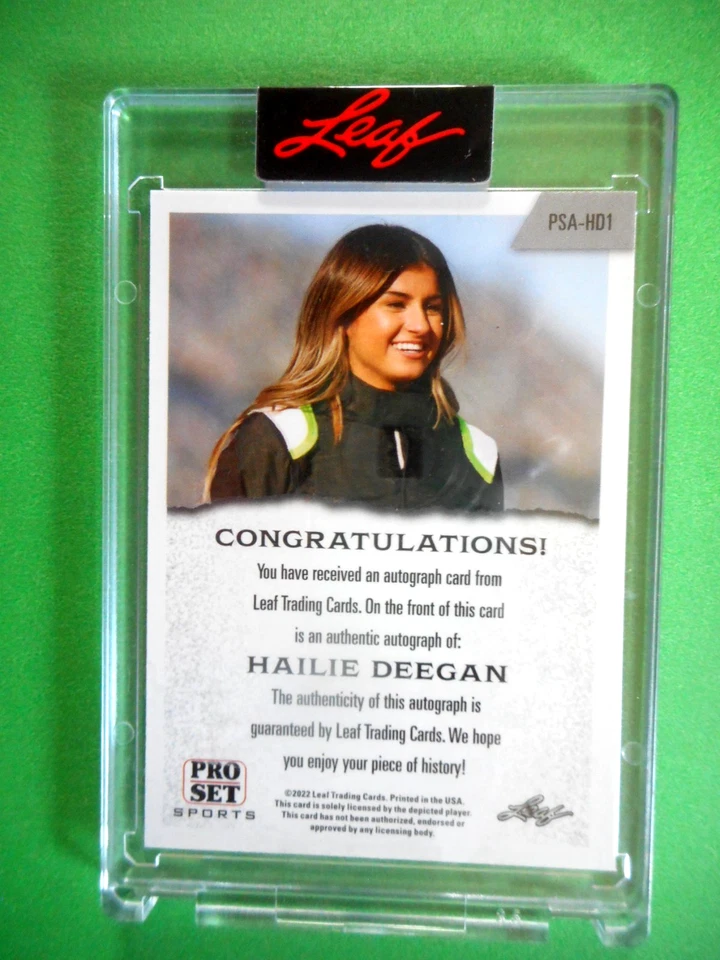 Leaf
PSA-HD1
CONGRATULATIONS!
You have received an autograph card from
Leaf Trading Cards. On the front of this card
is an authentic autograph of:
HAILIE DEEGAN
The authenticity of this autograph is
guaranteed by Leaf Trading Cards. We hope
you enjoy your piece of history!
PRO
SET
SPORTS
©2022 Leaf Trading Cards. Printed in the USA.
This card is solely licensed by the depicted player.
This card has not been authorized, endorsed or
approved by any licensing body.
Leaf